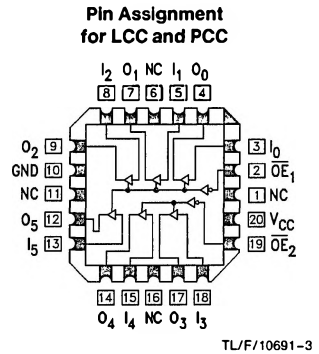 Pin Assignment
for LCC and PCC
I2 O1 NC I1 O0
8 7 6 5 4
O2 9
GND 10
NC 11
O5 12
I5 13
3 I0
2 OE1
1 NC
20 VCC
19 OE2
14 15 16 17 18
O4 I4 NC O3 I3
TL/F/10691-3